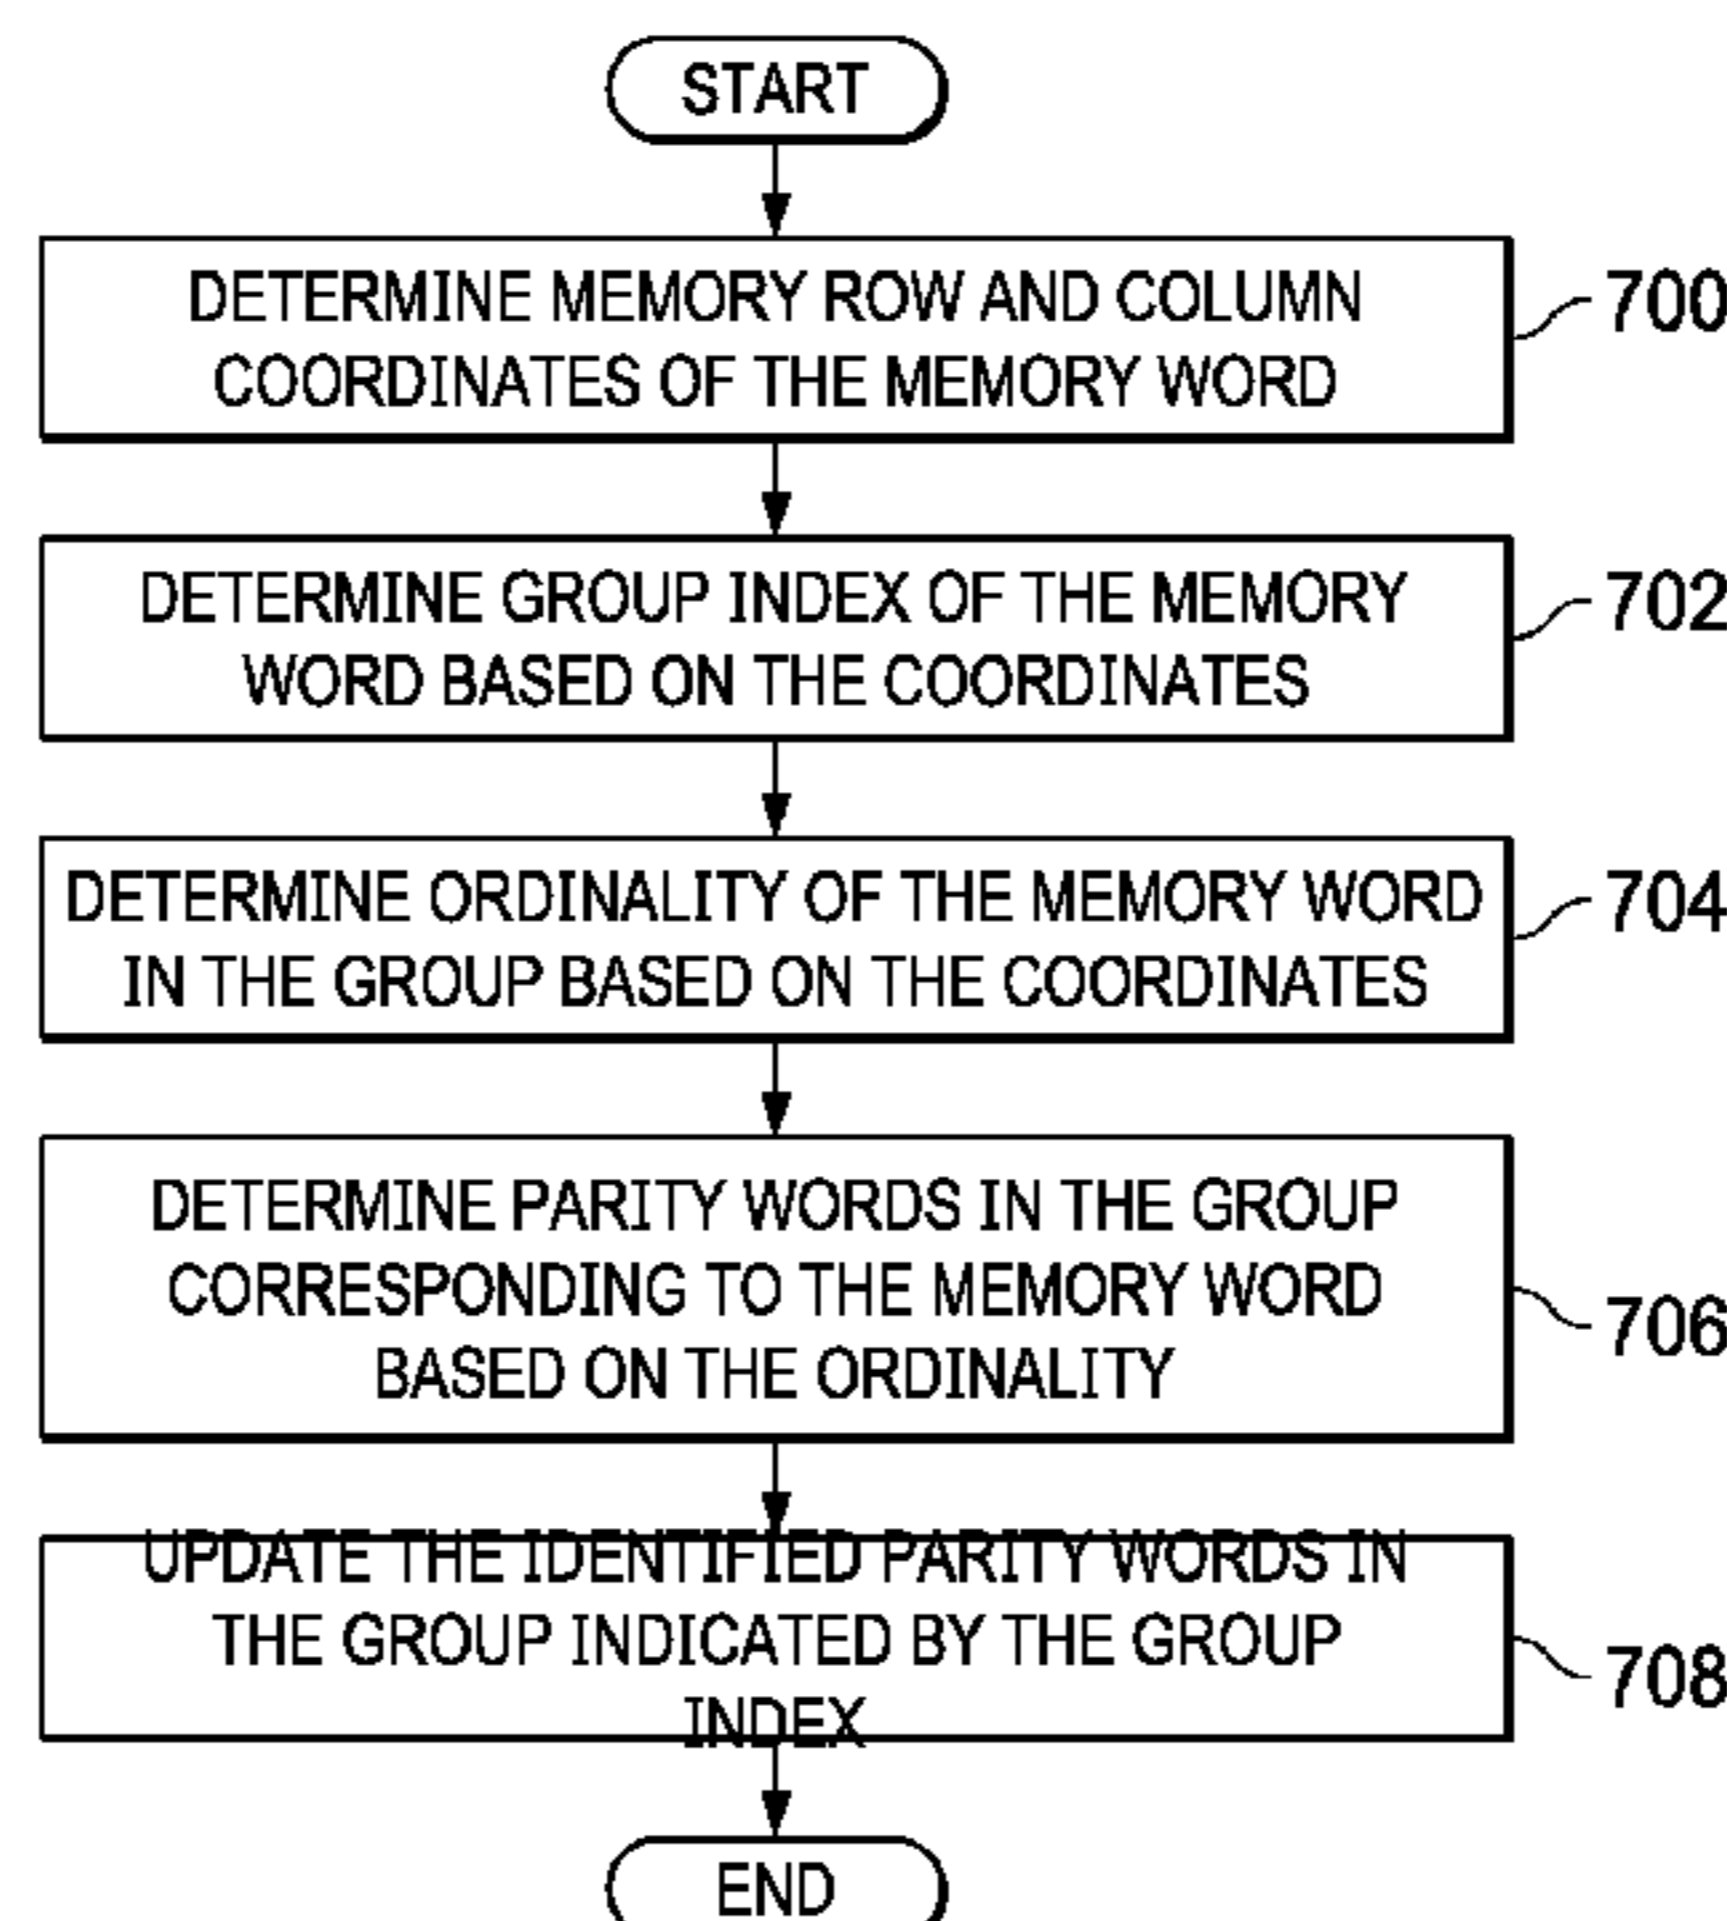 START
DETERMINE MEMORY ROW AND COLUMN
COORDINATES OF THE MEMORY WORD
700
DETERMINE GROUP INDEX OF THE MEMORY
WORD BASED ON THE COORDINATES
702
DETERMINE ORDINALITY OF THE MEMORY WORD
IN THE GROUP BASED ON THE COORDINATES
704
DETERMINE PARITY WORDS IN THE GROUP
CORRESPONDING TO THE MEMORY WORD
BASED ON THE ORDINALITY
706
UPDATE THE IDENTIFIED PARITY WORDS IN
THE GROUP INDICATED BY THE GROUP
INDEX
708
END